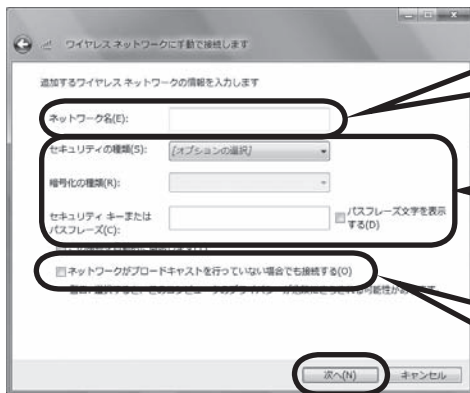 ワイヤレス ネットワークに手動で接続します
追加するワイヤレス ネットワークの情報を入力します
ネットワーク名(E):
セキュリティの種類(S):
[オプションの選択]
暗号化の種類(R):
セキュリティ キーまたは
パスフレーズ(C):
パスフレーズ文字を表示
する(D)
ネットワークがブロードキャストを行っていない場合でも接続する(O)
次へ(N)
キャンセル